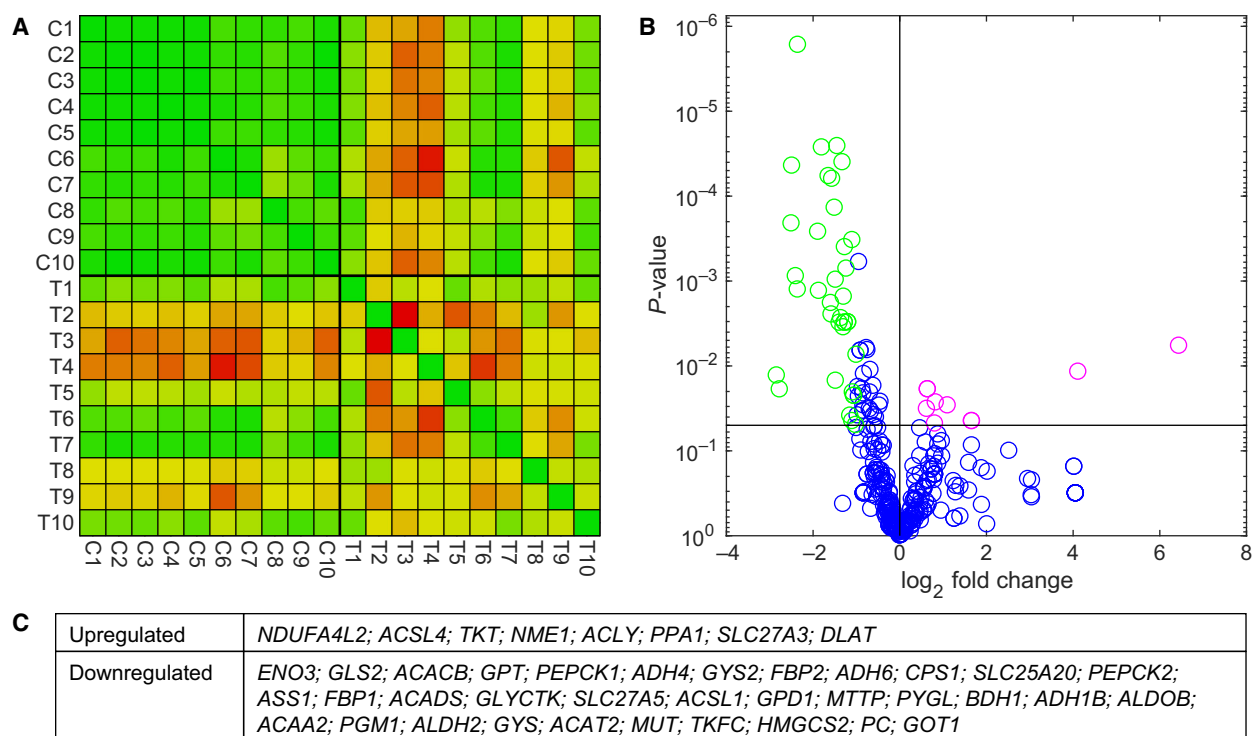 A
C1
C2
C3
C4
C5
C6
C7
C8
C9
C10
T1
T2
T3
T4
T5
T6
T7
T8
T9
T10
C1 C2 C3 C4 C5 C6 C7 C8 C9 C10 T1 T2 T3 T4 T5 T6 T7 T8 T9 T10
B
P-value
10⁻⁶
10⁻⁵
10⁻⁴
10⁻³
10⁻²
10⁻¹
10⁰
−4 −2 0 2 4 6 8
log₂ fold change
C
Upregulated NDUFA4L2; ACSL4; TKT; NME1; ACLY; PPA1; SLC27A3; DLAT
Downregulated ENO3; GLS2; ACACB; GPT; PEPCK1; ADH4; GYS2; FBP2; ADH6; CPS1; SLC25A20; PEPCK2;
ASS1; FBP1; ACADS; GLYCTK; SLC27A5; ACSL1; GPD1; MTTP; PYGL; BDH1; ADH1B; ALDOB;
ACAA2; PGM1; ALDH2; GYS; ACAT2; MUT; TKFC; HMGCS2; PC; GOT1